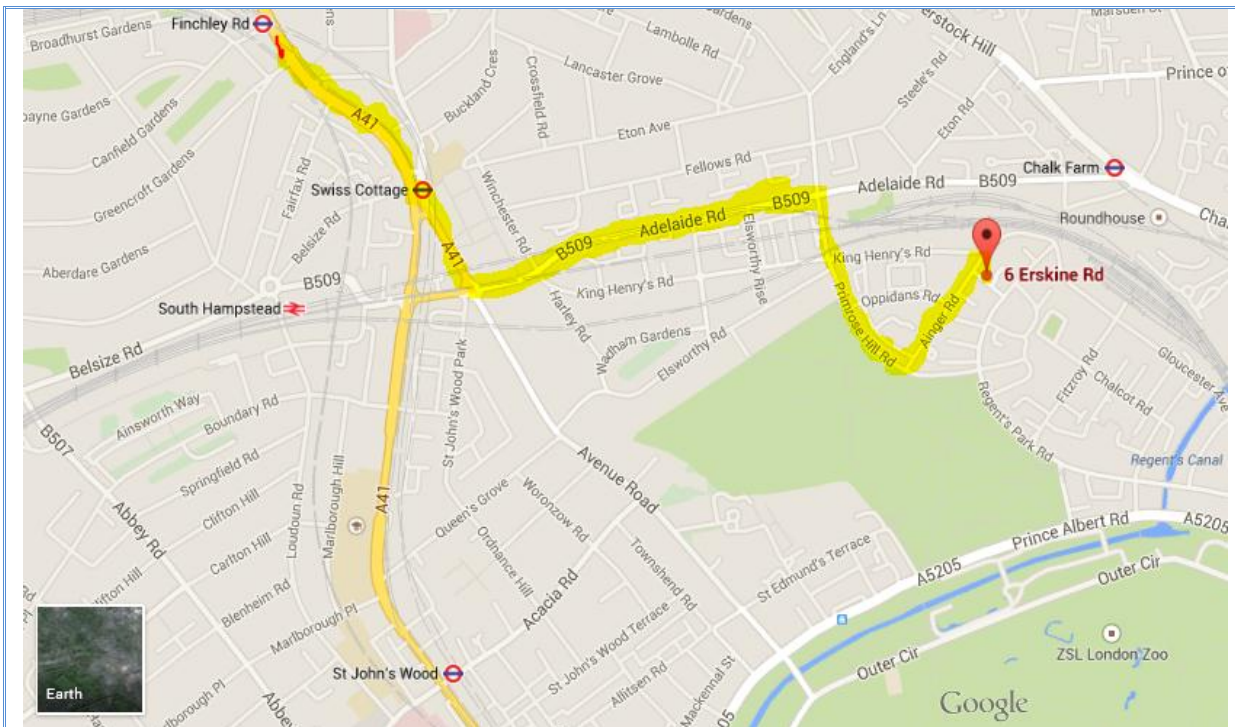 Finchley Rd
Broadhurst Gardens
Lambolle Rd
England's Ln
Steele's Rd
Prince of
Lancaster Grove
Buckland Cres
Crossfield Rd
Canfield Gardens
A41
Eton Ave
Eton Rd
Fellows Rd
Chalk Farm
Swiss Cottage
Fairfax Rd
Greencroft Gardens
Winchester Rd
Adelaide Rd
B509
B509
Adelaide Rd
Roundhouse
Belsize Rd
A41
B509
Elsworthy Rise
King Henry's Rd
6 Erskine Rd
Aberdare Gardens
B509
King Henry's Rd
Oppidans Rd
South Hampstead
Harley Rd
Primrose Hill Rd
Ainger Rd
Wadham Gardens
Elsworthy Rd
Belsize Rd
St John's Wood Park
Gloucester Ave
Fitzroy Rd
Chalcot Rd
Regent's Park Rd
Ainsworth Way
Boundary Rd
B507
Springfield Rd
Avenue Road
Regent's Canal
Clifton Hill
Abbey Rd
Loudoun Rd
Marlborough Hill
A41
Queen's Grove
Woronzow Rd
Carlton Hill
Ordnance Hill
Townshend Rd
Prince Albert Rd
A5205
St Edmund's Terrace
A5205
Outer Cir
Blenheim Rd
Acacia Rd
Marlborough Pl
St John's Wood Terrace
ZSL London Zoo
Outer Cir
St John's Wood
Allitsen Rd
Mackennal St
Earth
Google